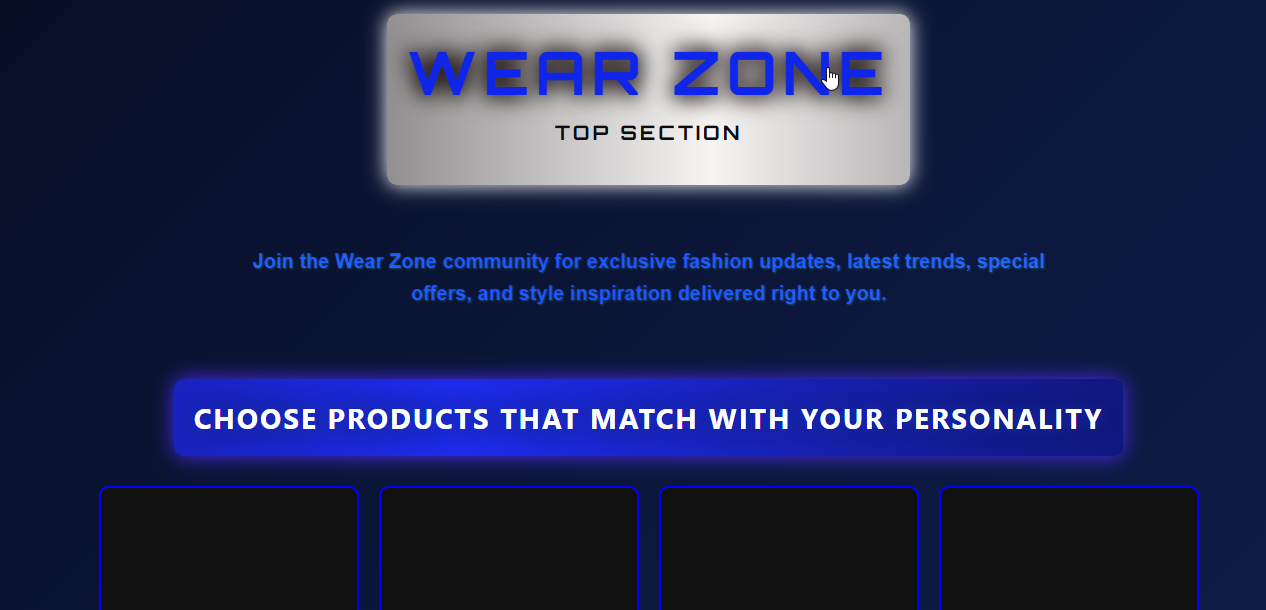 WEAR ZONE
TOP SECTION
Join the Wear Zone community for exclusive fashion updates, latest trends, special
offers, and style inspiration delivered right to you.
CHOOSE PRODUCTS THAT MATCH WITH YOUR PERSONALITY